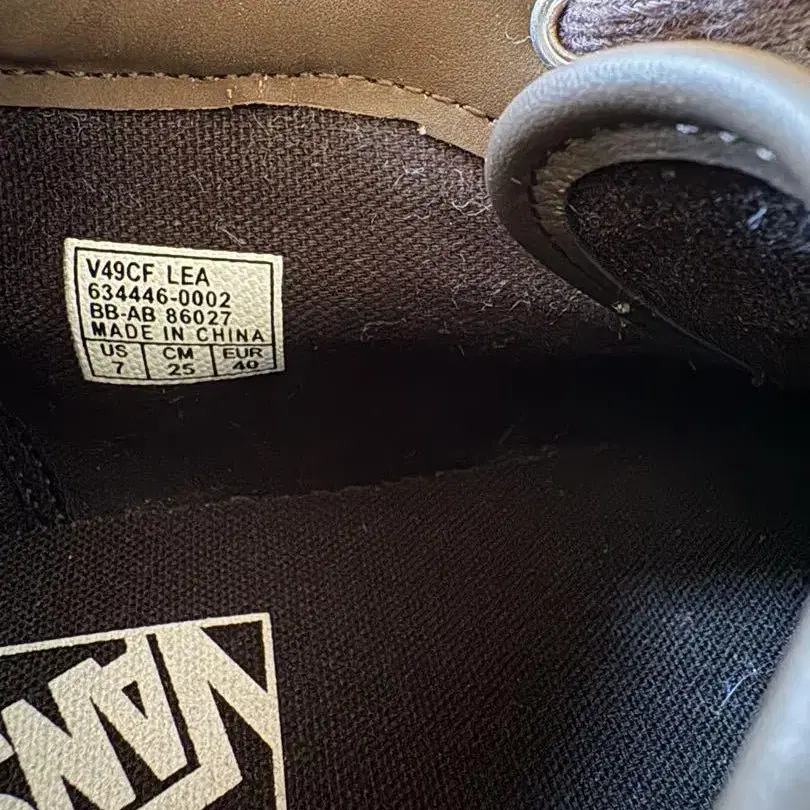 V49CF LEA
634446-0002
BB-AB 86027
MADE IN CHINA
US CM EUR
7 25 40
VANS